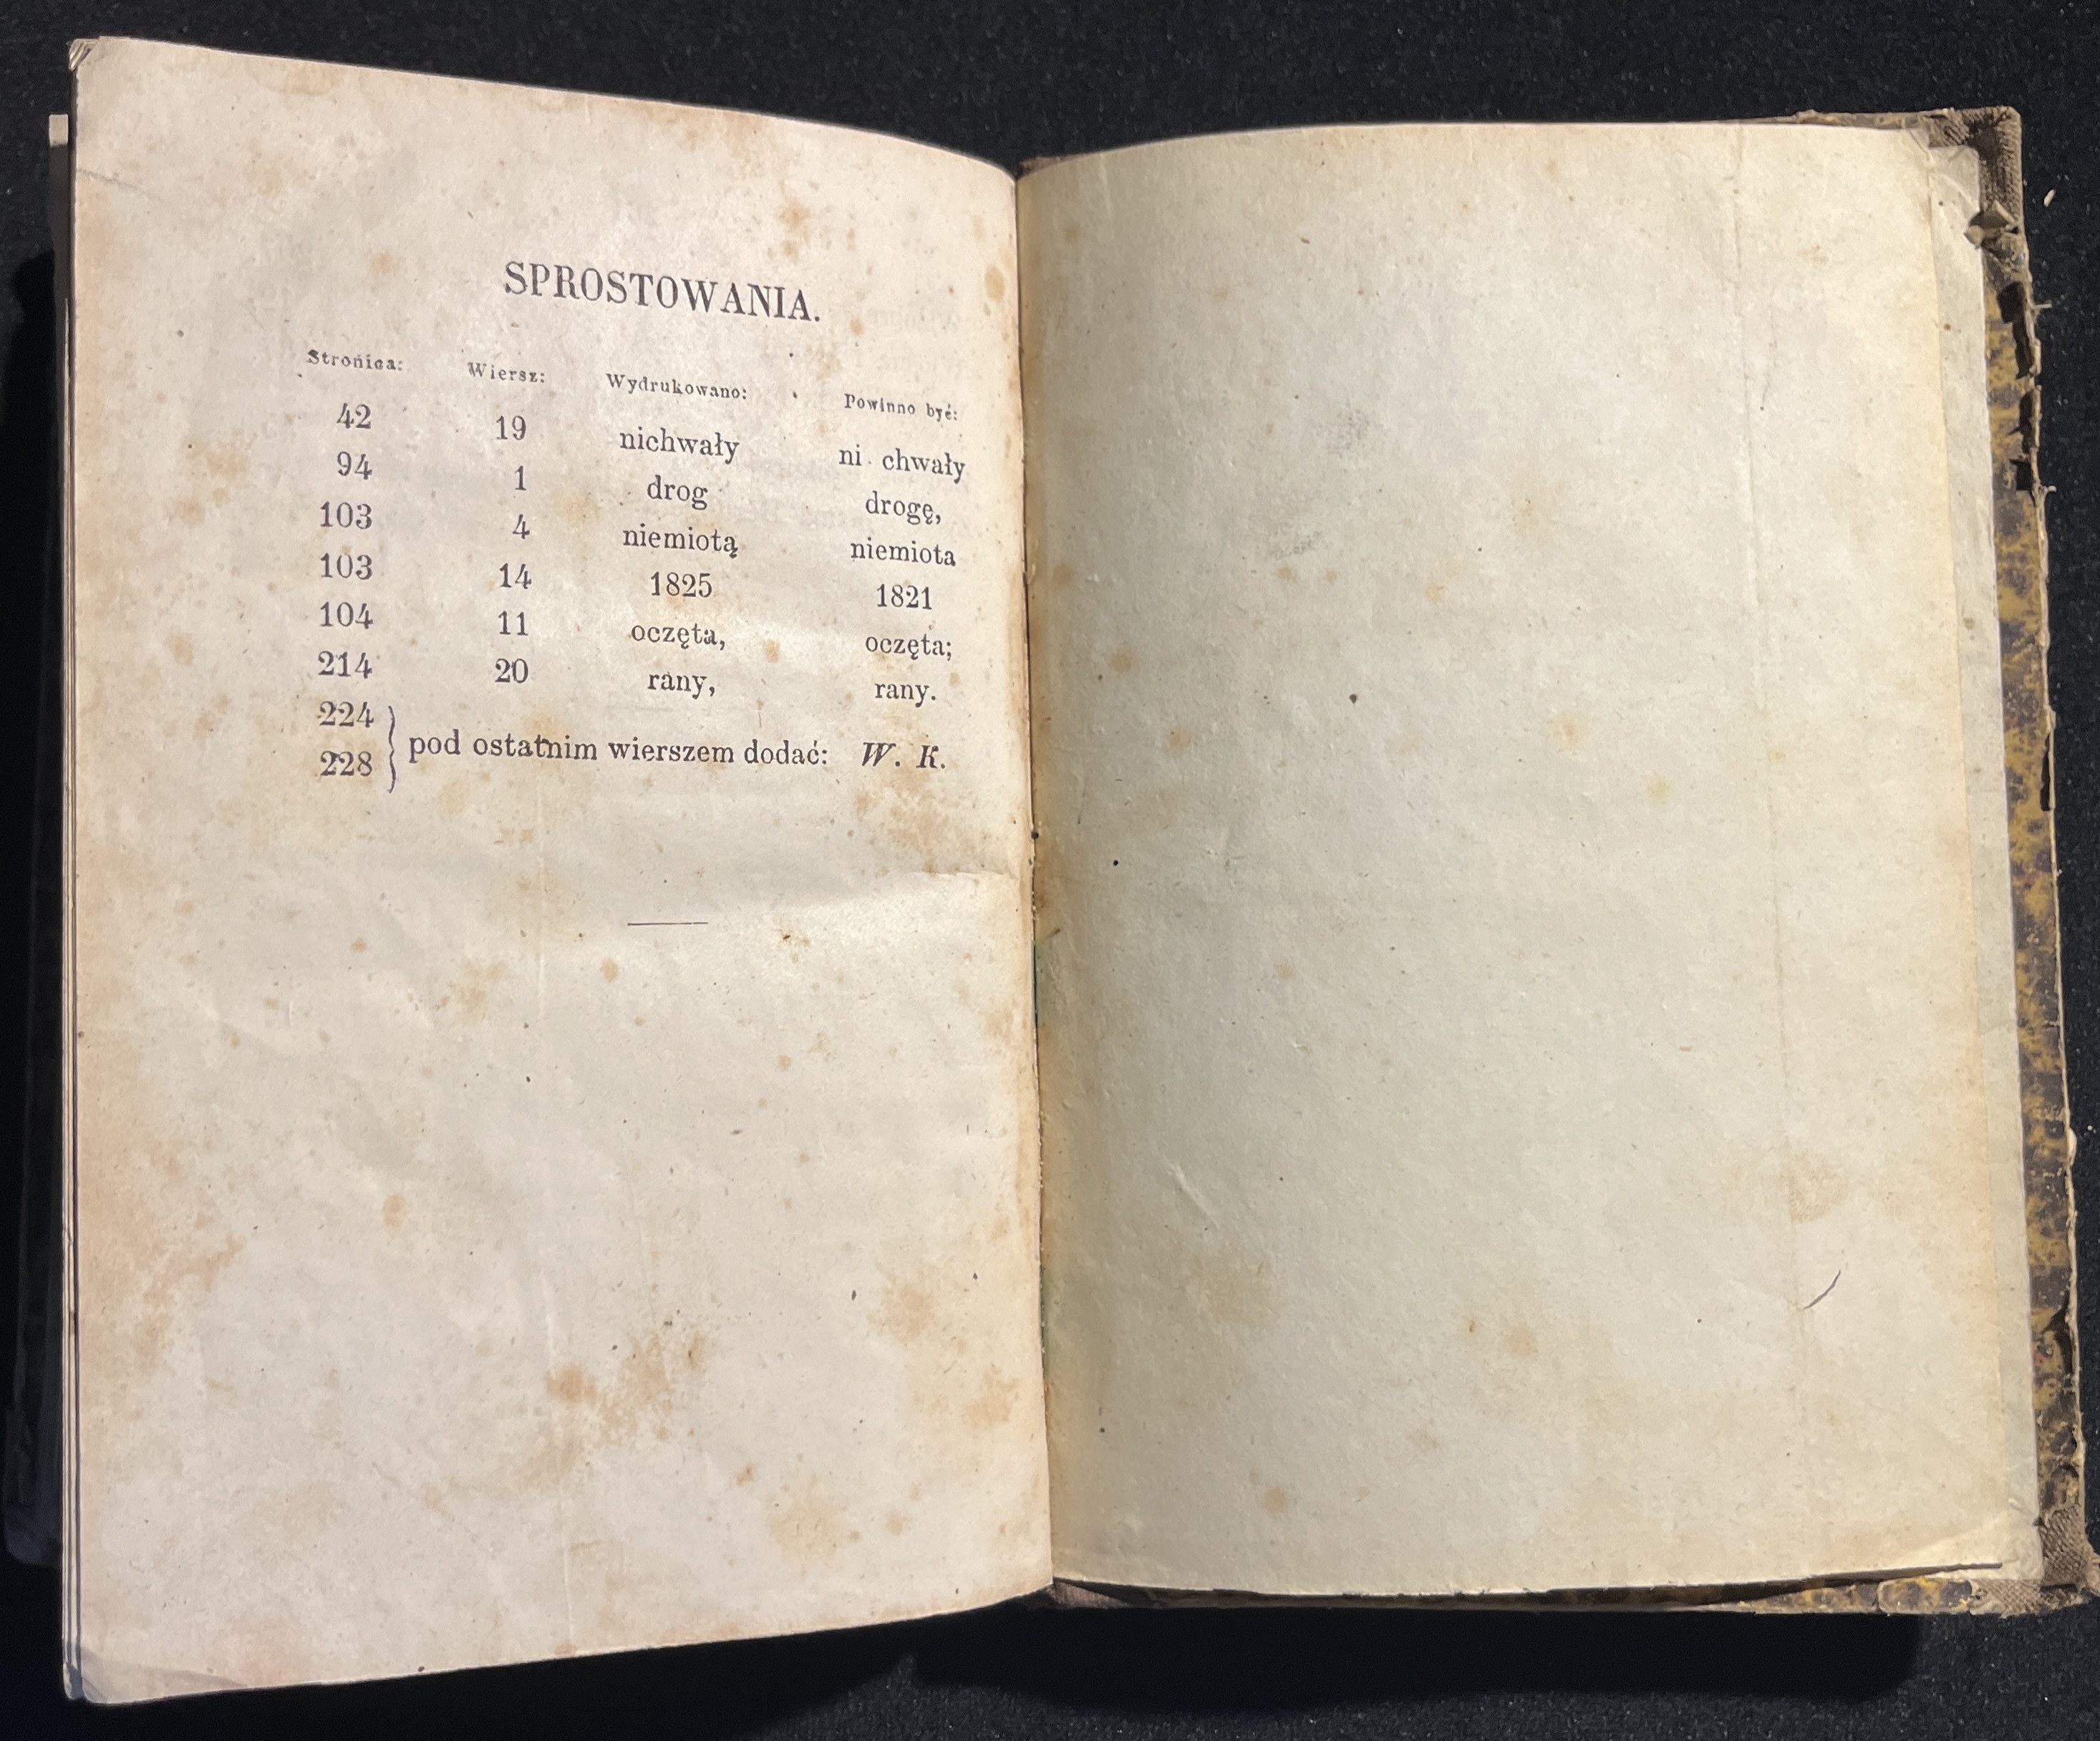 SPROSTOWANIA.
Strońica: Wiersz: Wydrukowano: Powinno być:
42 19 nichwały ni chwały
94 1 drog drogę,
103 4 niemiotą niemiota
103 14 1825 1821
104 11 oczęta, oczęta;
214 20 rany, rany.
224
228 } pod ostatnim wierszem dodać: W. K.